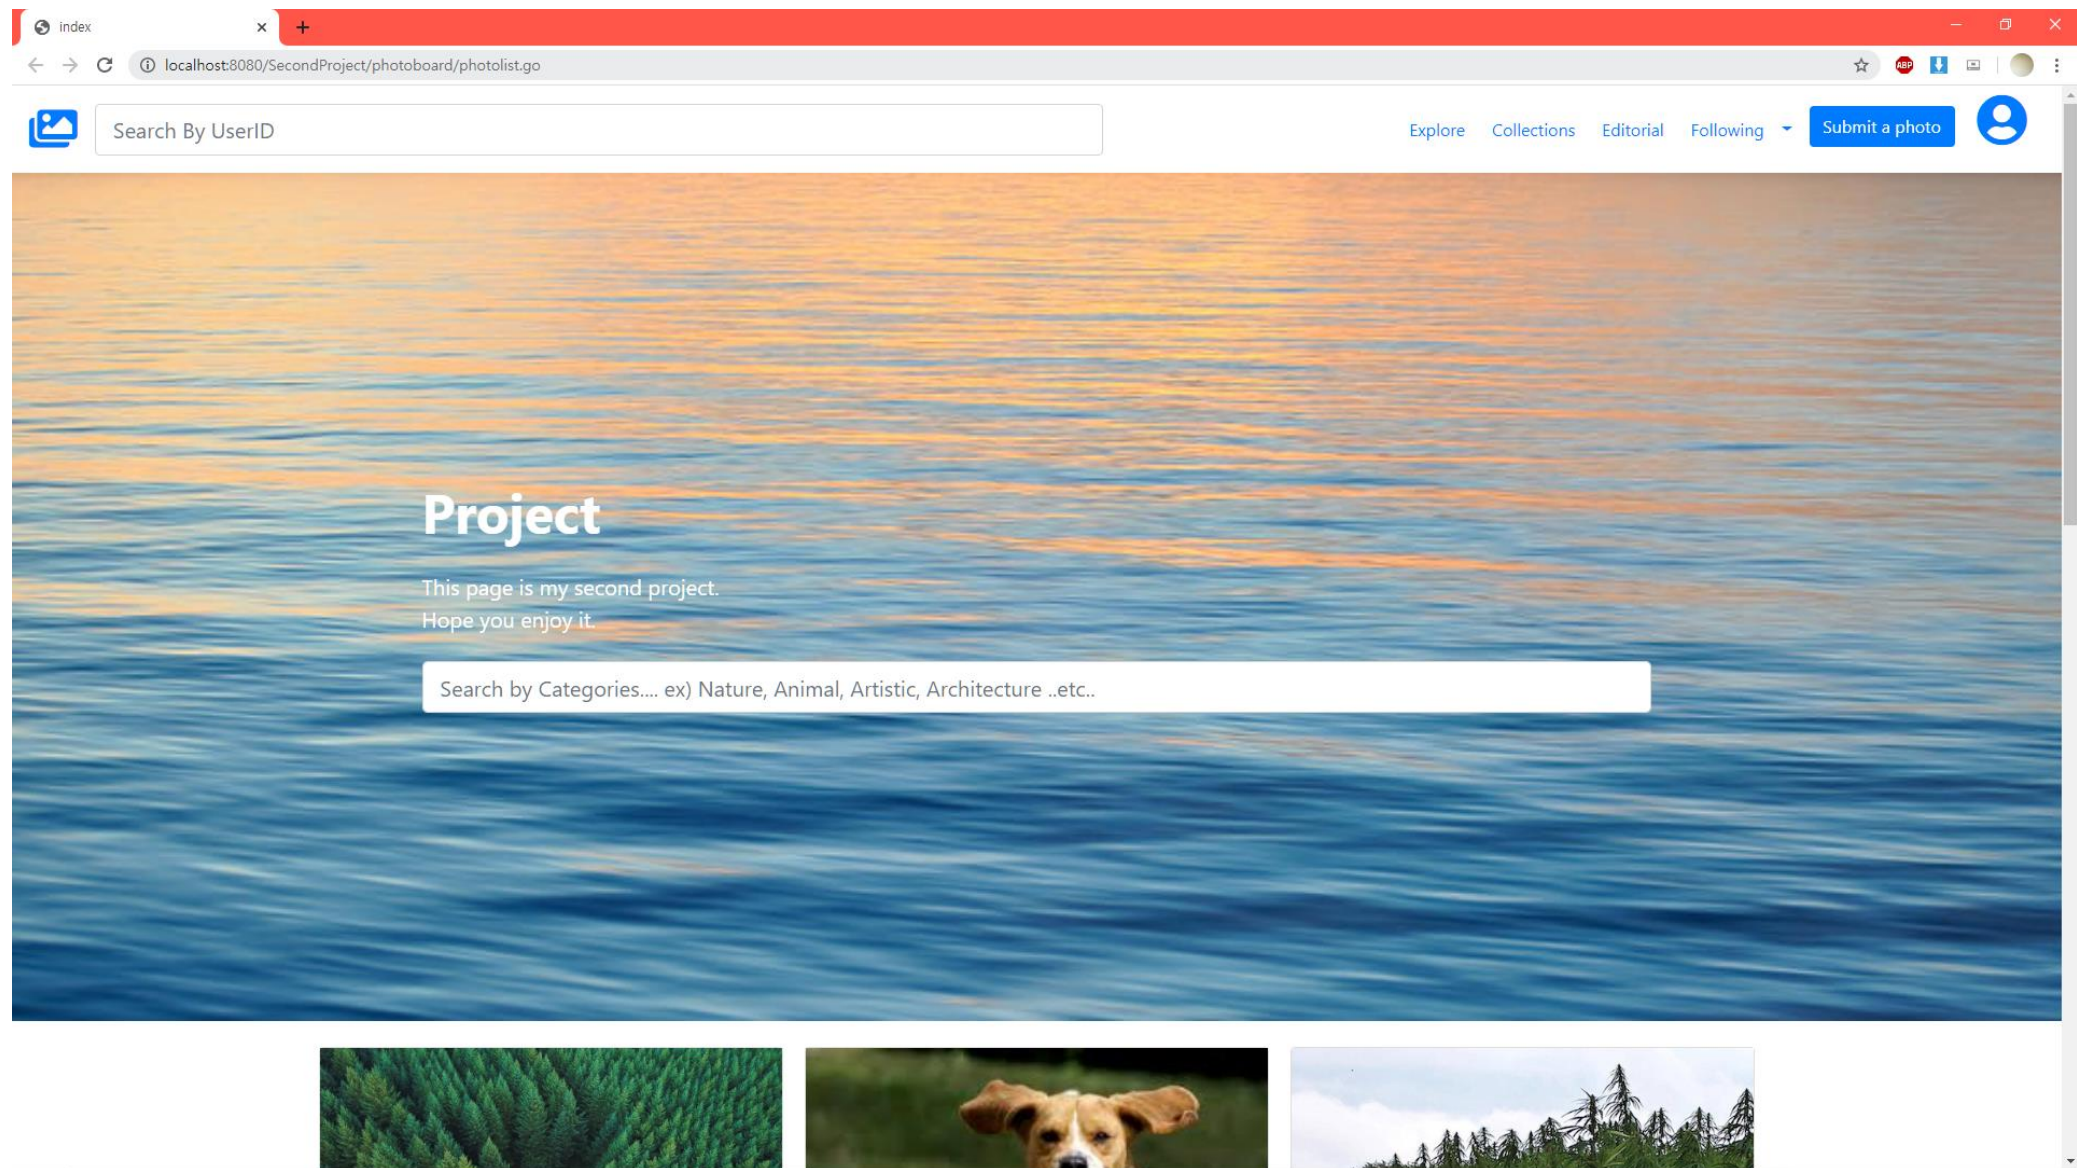 index
localhost:8080/SecondProject/photoboard/photolist.go
ABP
Search By UserID
Explore
Collections
Editorial
Following
Submit a photo
Project
This page is my second project.
Hope you enjoy it.
Search by Categories.... ex) Nature, Animal, Artistic, Architecture ..etc..